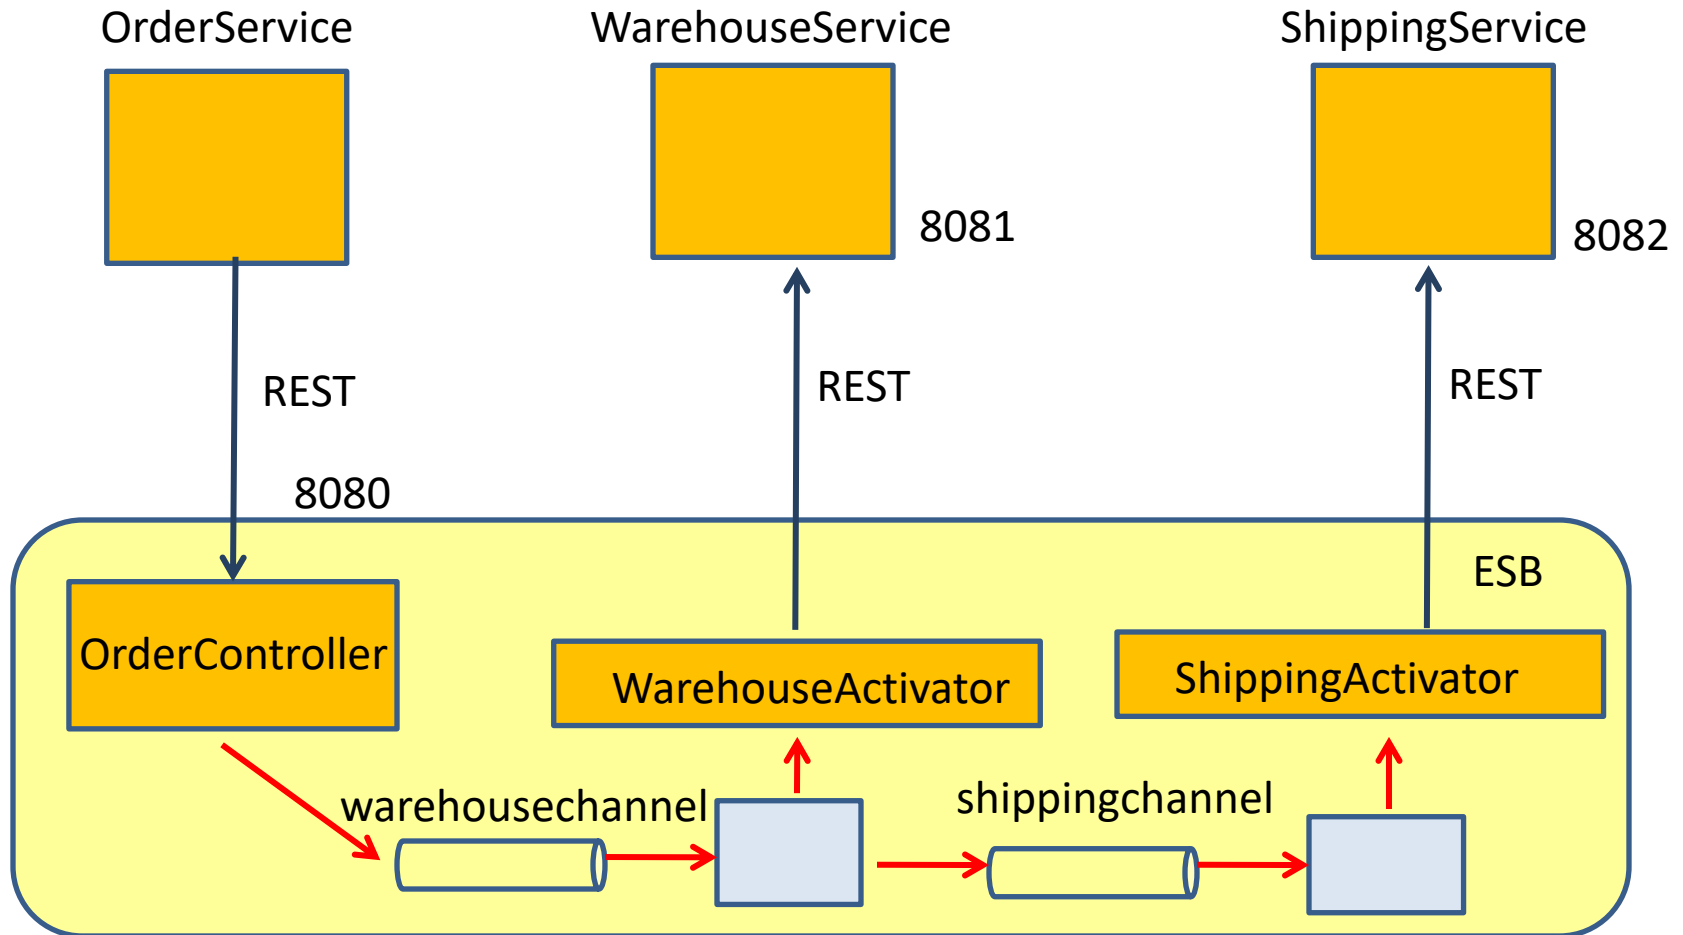 OrderService
WarehouseService
ShippingService
8081
8082
REST
REST
REST
8080
ESB
OrderController
WarehouseActivator
ShippingActivator
warehousechannel
shippingchannel